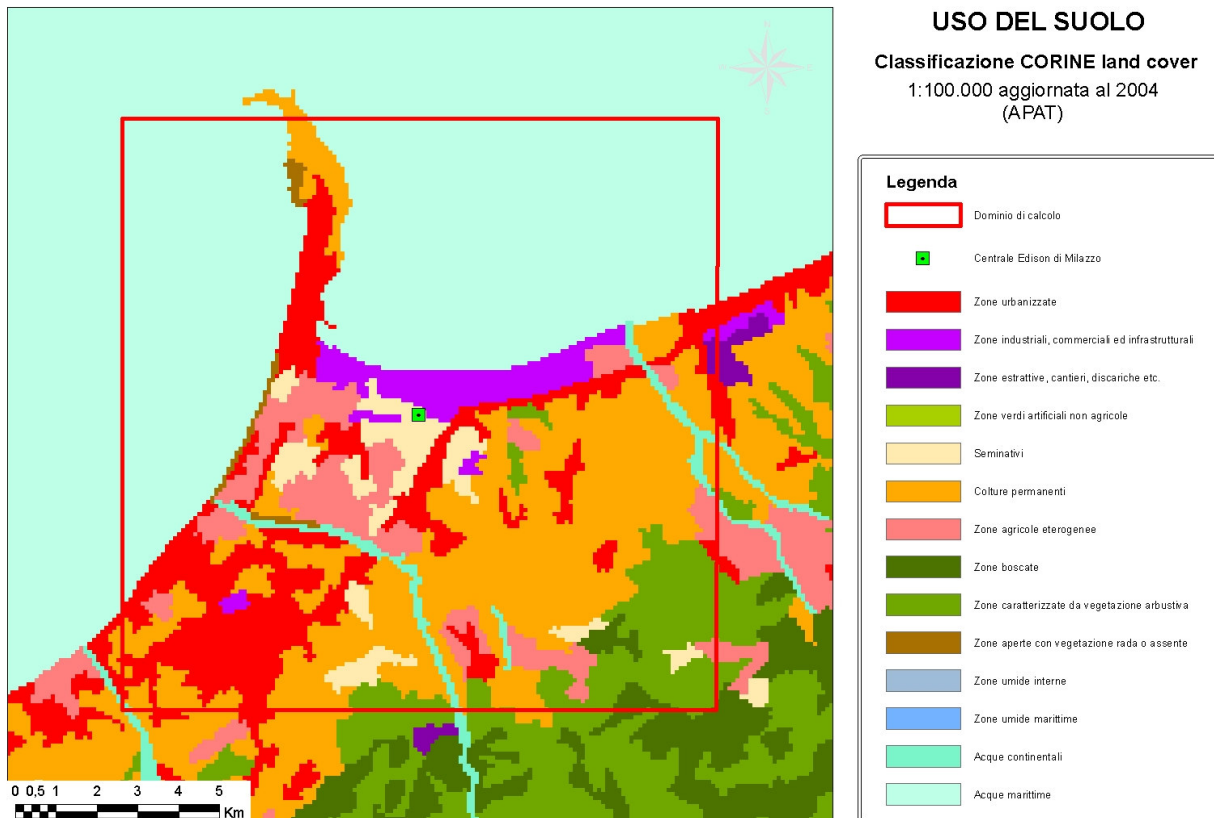 USO DEL SUOLO
Classificazione CORINE land cover
1:100.000 aggiornata al 2004
(APAT)
Legenda
Dominio di calcolo
Centrale Edison di Milazzo
Zone urbanizzate
Zone industriali, commerciali ed infrastrutturali
Zone estrattive, cantieri, discariche etc.
Zone verdi artificiali non agricole
Seminativi
Colture permanenti
Zone agricole eterogenee
Zone boscate
Zone caratterizzate da vegetazione arbustiva
Zone aperte con vegetazione rada o assente
Zone umide interne
Zone umide marittime
Acque continentali
Acque marittime
0 0,5 1 2 3 4 5
Km